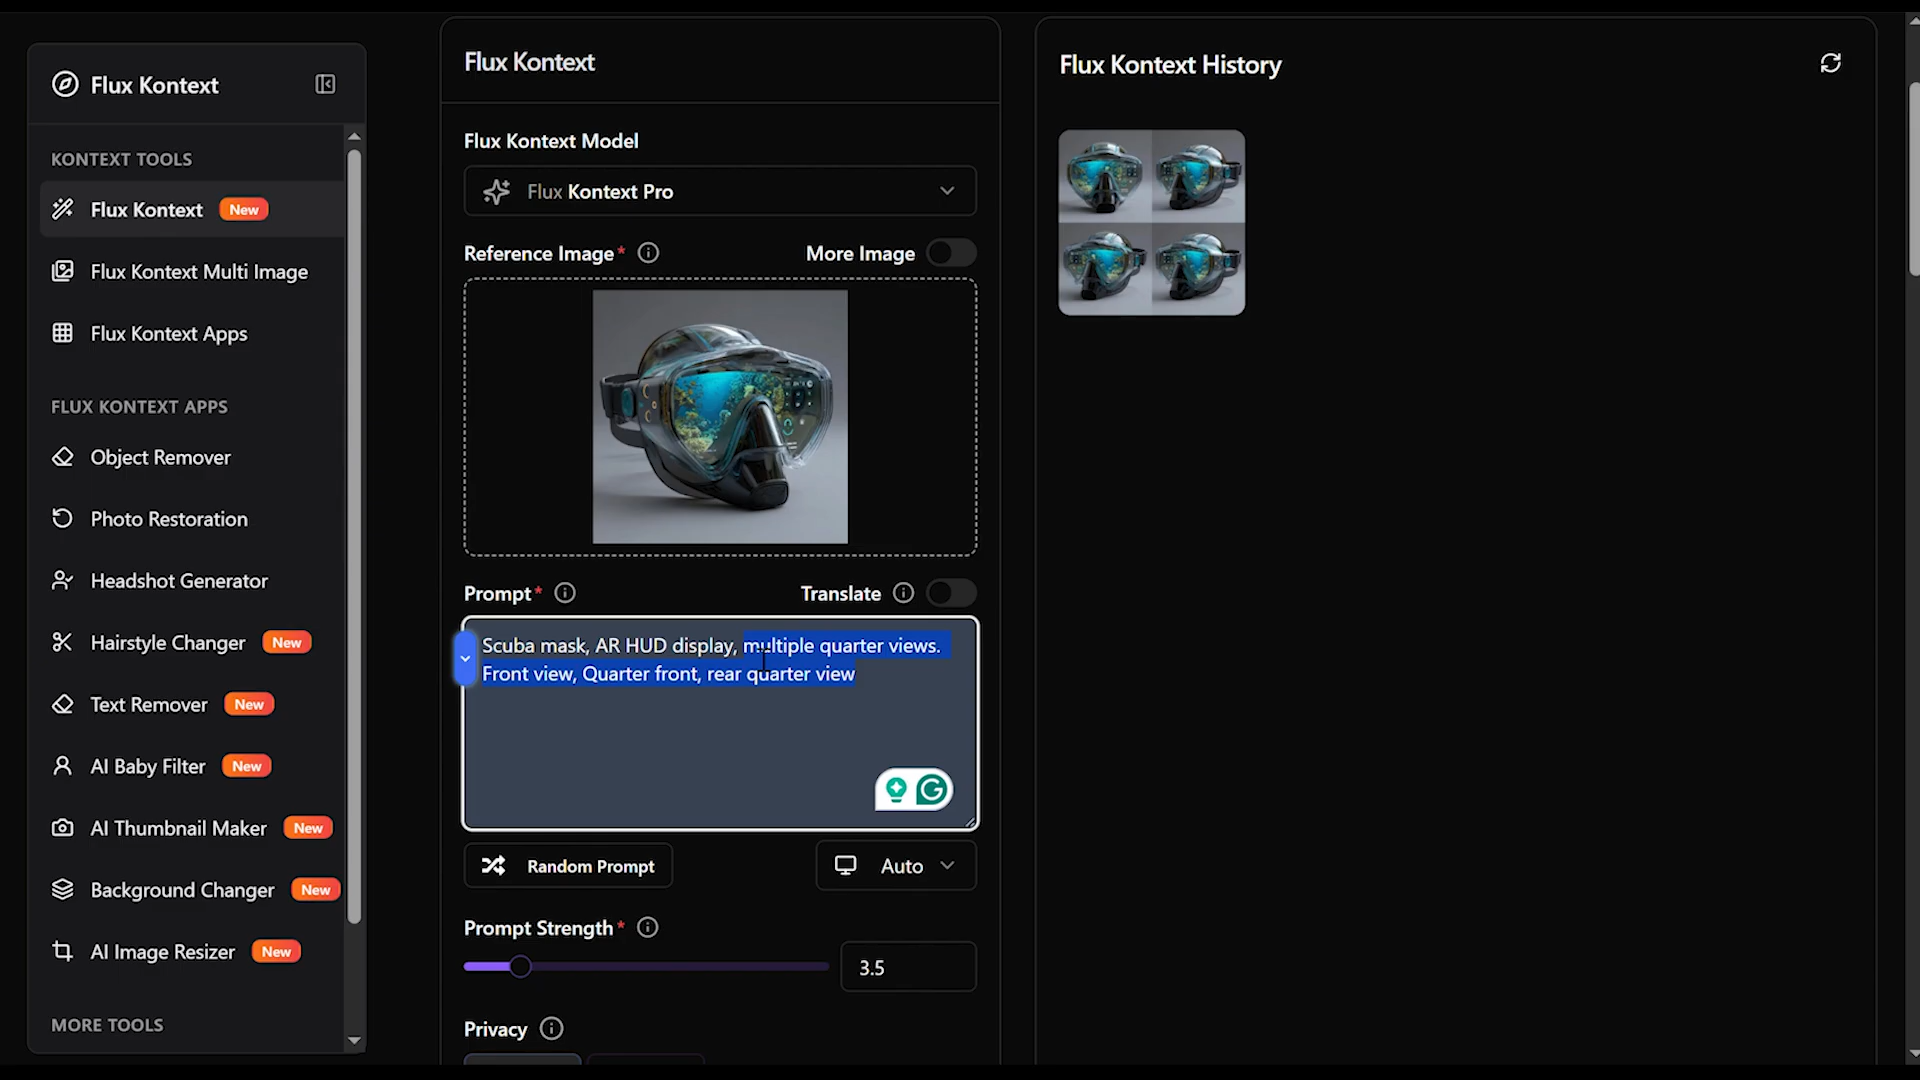 Flux Kontext
KONTEXT TOOLS
Flux Kontext New
Flux Kontext Multi Image
Flux Kontext Apps
FLUX KONTEXT APPS
Object Remover
Photo Restoration
Headshot Generator
Hairstyle Changer New
Text Remover New
AI Baby Filter New
AI Thumbnail Maker New
Background Changer New
AI Image Resizer New
MORE TOOLS
Flux Kontext
Flux Kontext Model
Flux Kontext Pro
Reference Image* More Image
Prompt* Translate
Scuba mask, AR HUD display, multiple quarter views.
Front view, Quarter front, rear quarter view
Random Prompt Auto
Prompt Strength*
3.5
Privacy
Flux Kontext History